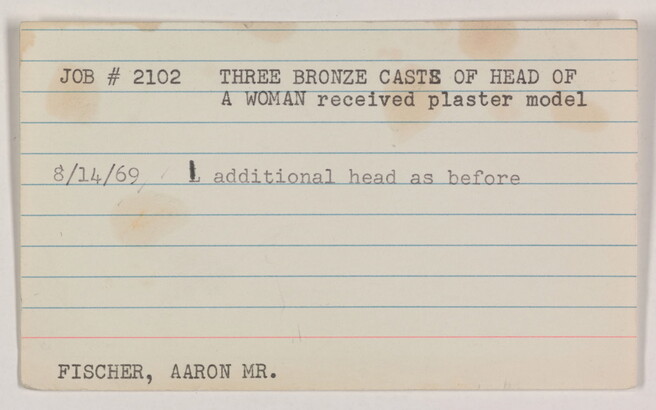 JOB # 2102 THREE BRONZE CASTS OF HEAD OF
A WOMAN received plaster model
8/14/69 1 additional head as before
FISCHER, AARON MR.